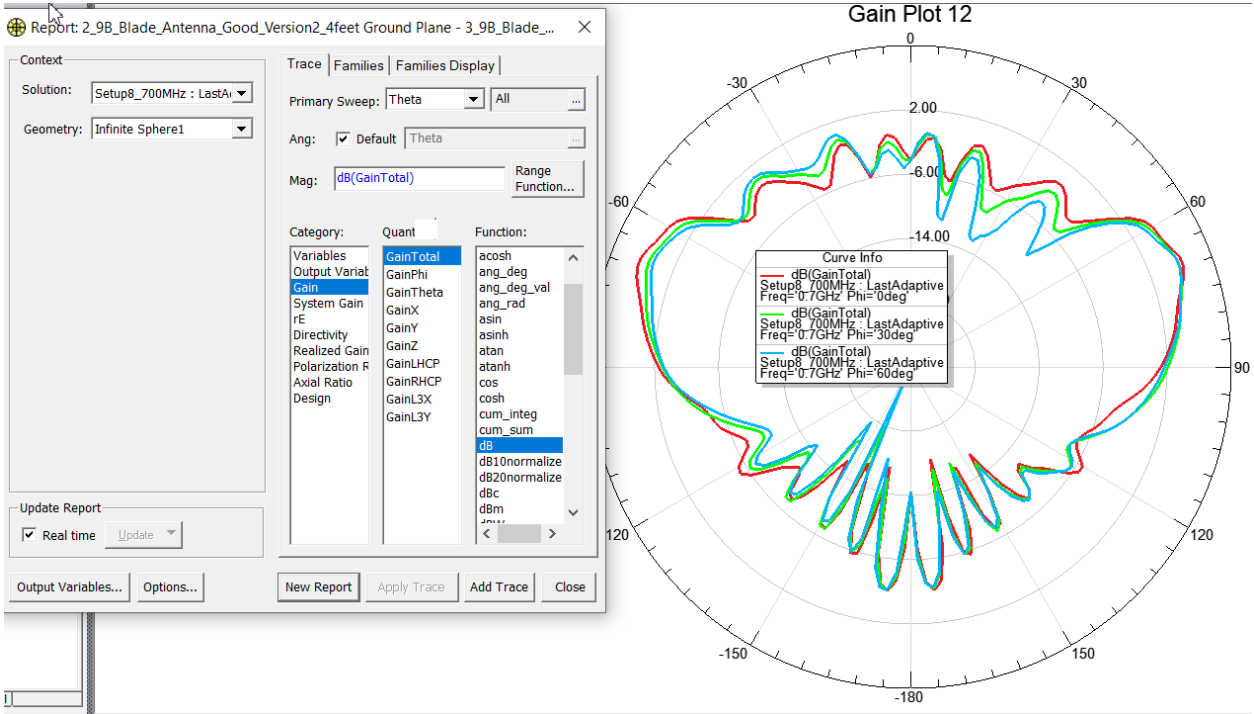 Report: 2_9B_Blade_Antenna_Good_Version2_4feet Ground Plane - 3_9B_Blade_...
Context
Solution: Setup8_700MHz : LastA
Geometry: Infinite Sphere1
Update Report
Real time Update
Output Variables... Options...
Trace Families Families Display
Primary Sweep: Theta All ...
Ang: Default Theta ...
Mag: dB(GainTotal) Range
Function...
Category:
Variables
Output Variab
Gain
System Gain
rE
Directivity
Realized Gain
Polarization R
Axial Ratio
Design
Quant
GainTotal
GainPhi
GainTheta
GainX
GainY
GainZ
GainLHCP
GainRHCP
GainL3X
GainL3Y
Function:
acosh
ang_deg
ang_deg_val
ang_rad
asin
asinh
atan
atanh
cos
cosh
cum_integ
cum_sum
dB
dB10normalize
dB20normalize
dBc
dBm
dBW
New Report Apply Trace Add Trace Close
Gain Plot 12
0
-30 30
2.00
-6.00
-60 60
-14.00
90
120 120
-150 150
-180
Curve Info
dB(GainTotal)
Setup8_700MHz : LastAdaptive
Freq='0.7GHz' Phi='0deg'
dB(GainTotal)
Setup8_700MHz : LastAdaptive
Freq='0.7GHz' Phi='30deg'
dB(GainTotal)
Setup8_700MHz : LastAdaptive
Freq='0.7GHz' Phi='60deg'